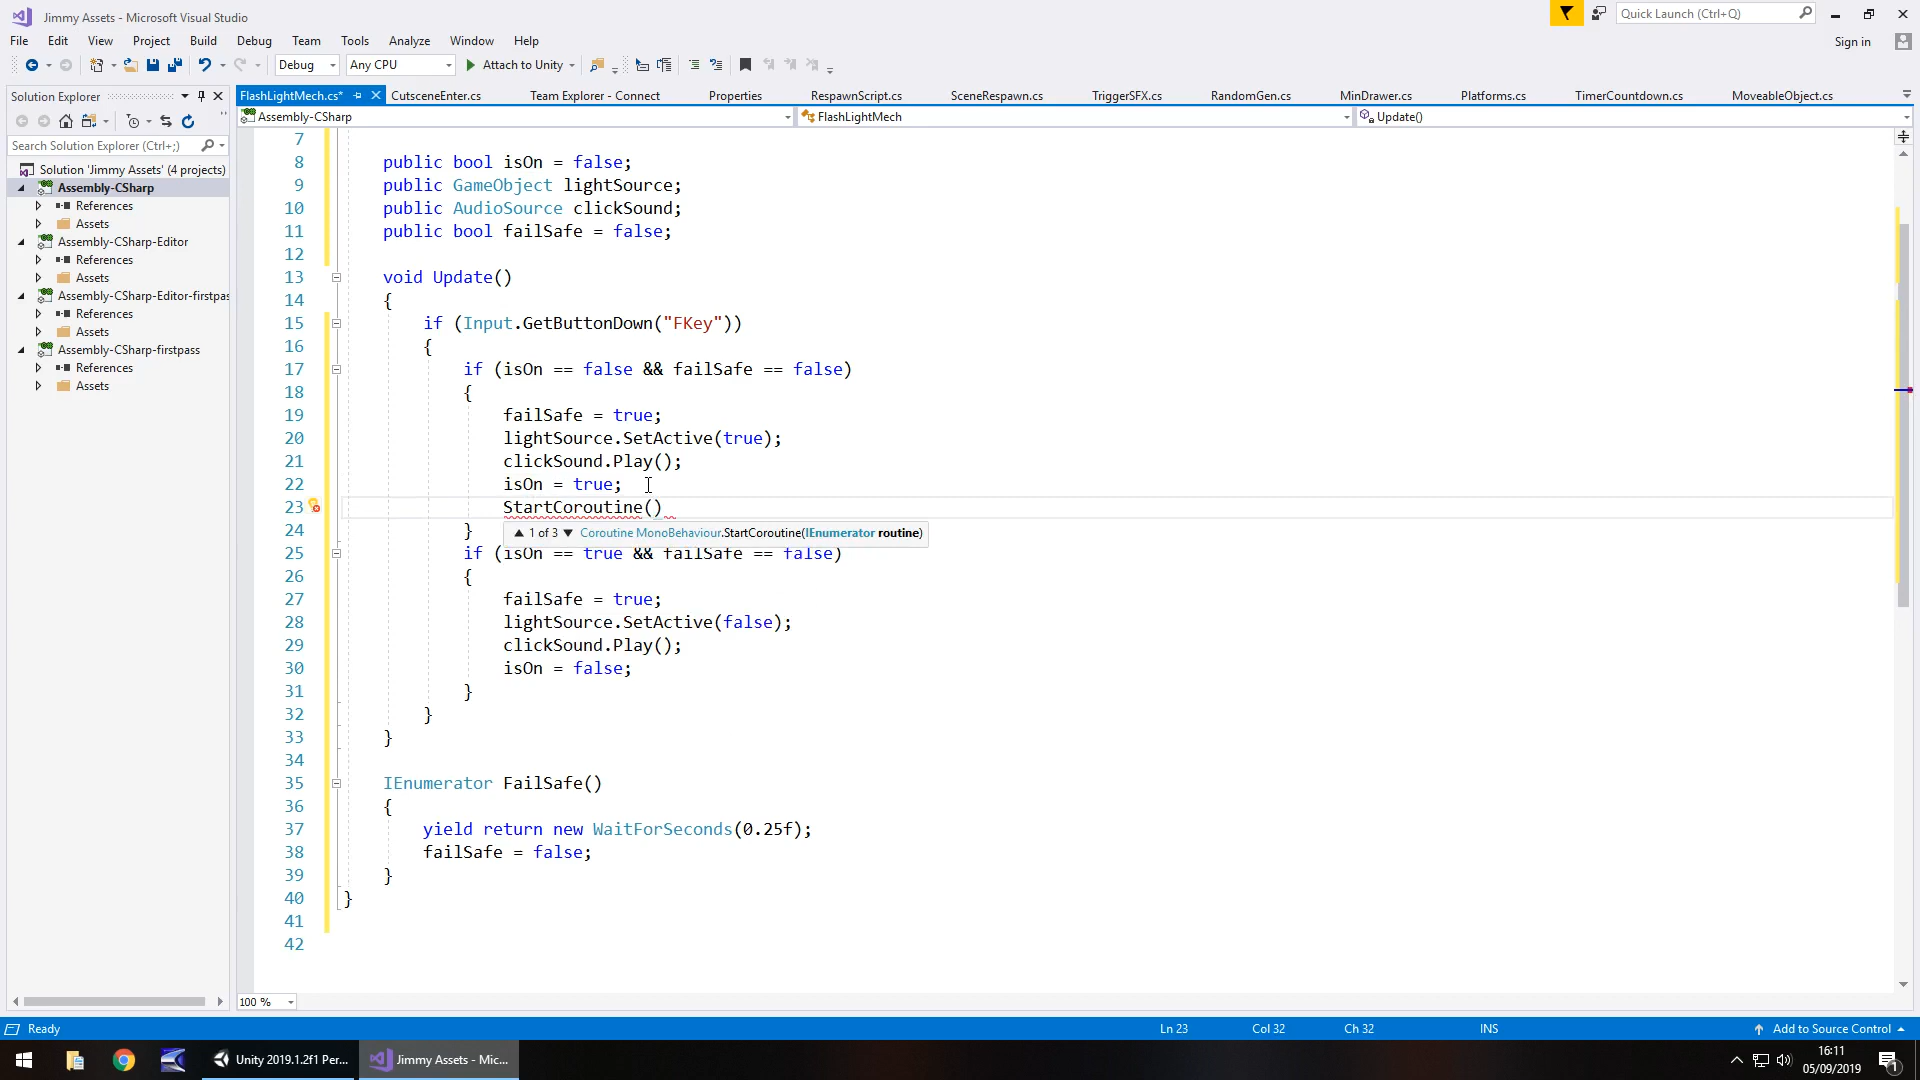 Jimmy Assets - Microsoft Visual Studio
Quick Launch (Ctrl+Q)
File Edit View Project Build Debug Team Tools Analyze Window Help
Sign in
Debug Any CPU Attach to Unity
Solution Explorer
FlashLightMech.cs* CutsceneEnter.cs Team Explorer - Connect Properties RespawnScript.cs SceneRespawn.cs TriggerSFX.cs RandomGen.cs MinDrawer.cs Platforms.cs TimerCountdown.cs MoveableObject.cs
Assembly-CSharp FlashLightMech Update()
Search Solution Explorer (Ctrl+;)
Solution 'Jimmy Assets' (4 projects)
Assembly-CSharp
References
Assets
Assembly-CSharp-Editor
References
Assets
Assembly-CSharp-Editor-firstpas
References
Assets
Assembly-CSharp-firstpass
References
Assets
7
8 public bool isOn = false;
9 public GameObject lightSource;
10 public AudioSource clickSound;
11 public bool failSafe = false;
12
13 void Update()
14 {
15 if (Input.GetButtonDown("FKey"))
16 {
17 if (isOn == false && failSafe == false)
18 {
19 failSafe = true;
20 lightSource.SetActive(true);
21 clickSound.Play();
22 isOn = true;
23 StartCoroutine()
24 }
1 of 3 Coroutine MonoBehaviour.StartCoroutine(IEnumerator routine)
25 if (isOn == true && failSafe == false)
26 {
27 failSafe = true;
28 lightSource.SetActive(false);
29 clickSound.Play();
30 isOn = false;
31 }
32 }
33 }
34
35 IEnumerator FailSafe()
36 {
37 yield return new WaitForSeconds(0.25f);
38 failSafe = false;
39 }
40 }
41
42
100 %
Ready Ln 23 Col 32 Ch 32 INS Add to Source Control
Unity 2019.1.2f1 Per... Jimmy Assets - Mic...
16:11
05/09/2019
1